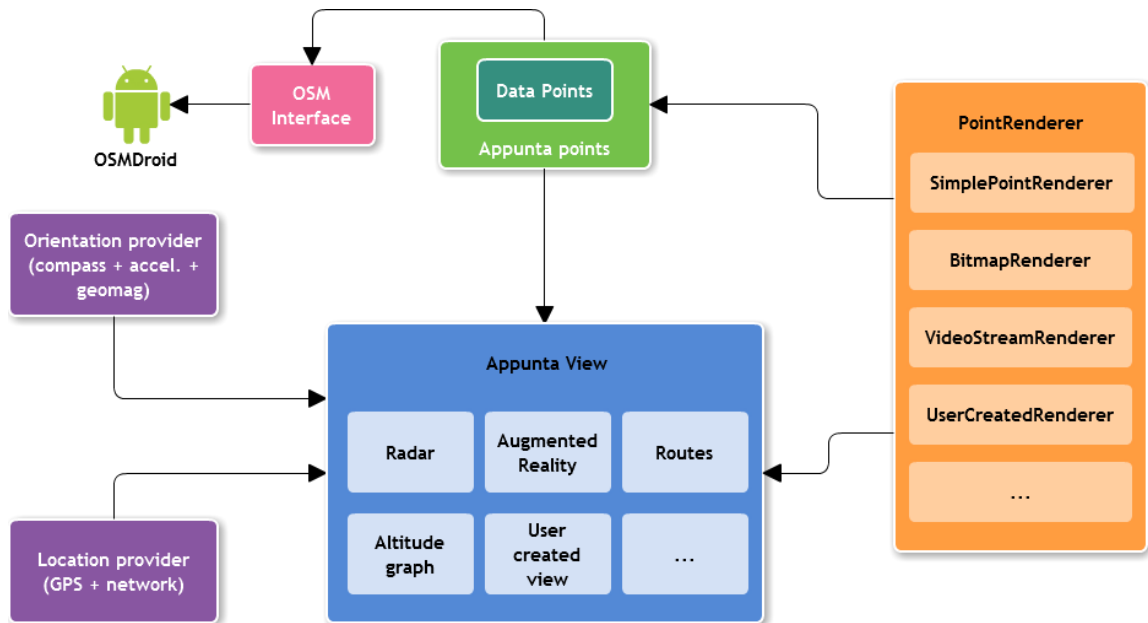 OSM
Interface
OSMDroid
Data Points
Appunta points
PointRenderer
SimplePointRenderer
BitmapRenderer
VideoStreamRenderer
UserCreatedRenderer
...
Orientation provider
(compass + accel. +
geomag)
Location provider
(GPS + network)
Appunta View
Radar
Augmented
Reality
Routes
Altitude
graph
User
created
view
...